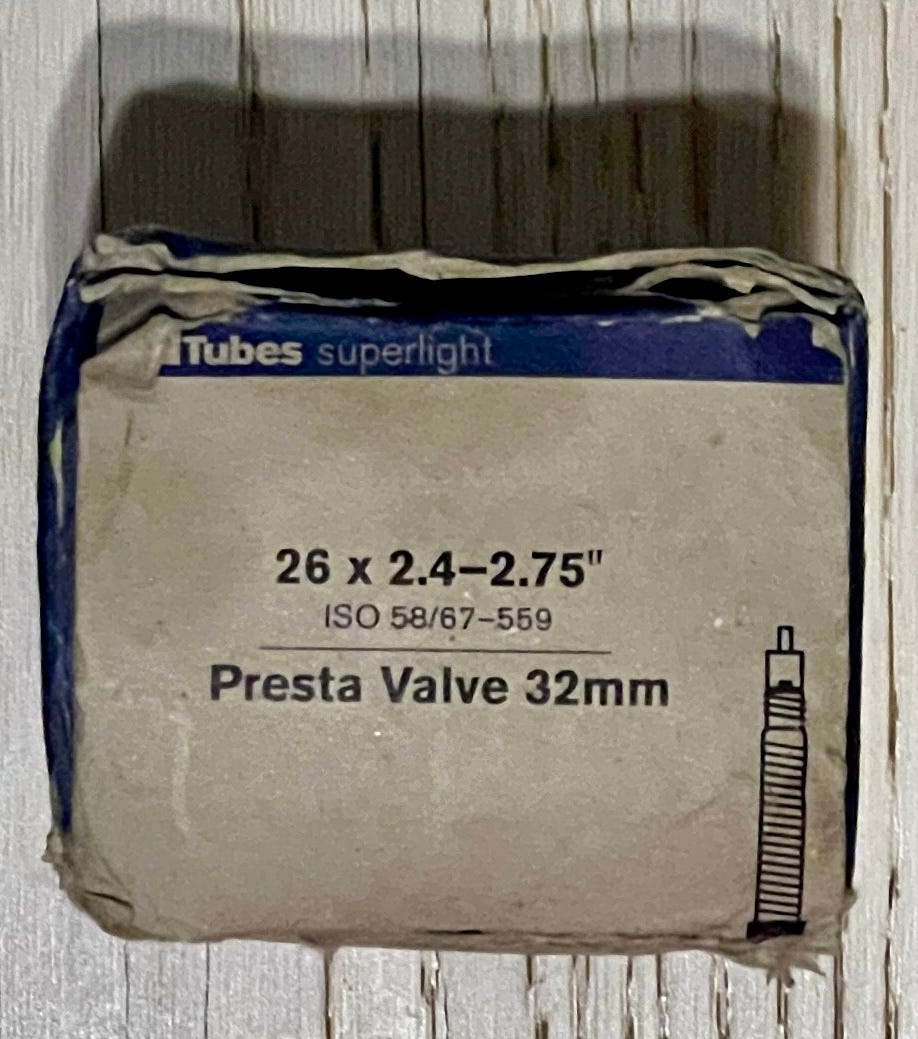 Tubes superlight
26 x 2.4–2.75"
ISO 58/67–559
Presta Valve 32mm